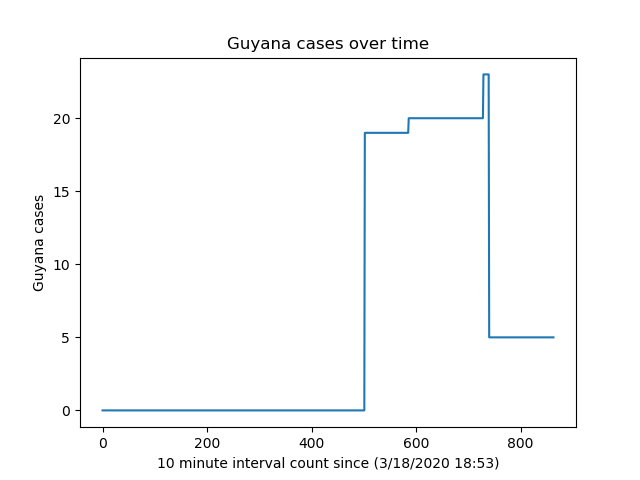 Guyana cases over time
Guyana cases
20
15
10
5
0
0 200 400 600 800
10 minute interval count since (3/18/2020 18:53)